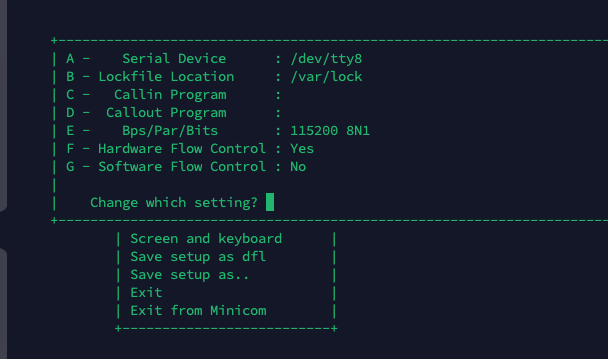 A - Serial Device : /dev/tty8
B - Lockfile Location : /var/lock
C - Callin Program :
D - Callout Program :
E - Bps/Par/Bits : 115200 8N1
F - Hardware Flow Control : Yes
G - Software Flow Control : No
Change which setting?
Screen and keyboard
Save setup as dfl
Save setup as..
Exit
Exit from Minicom